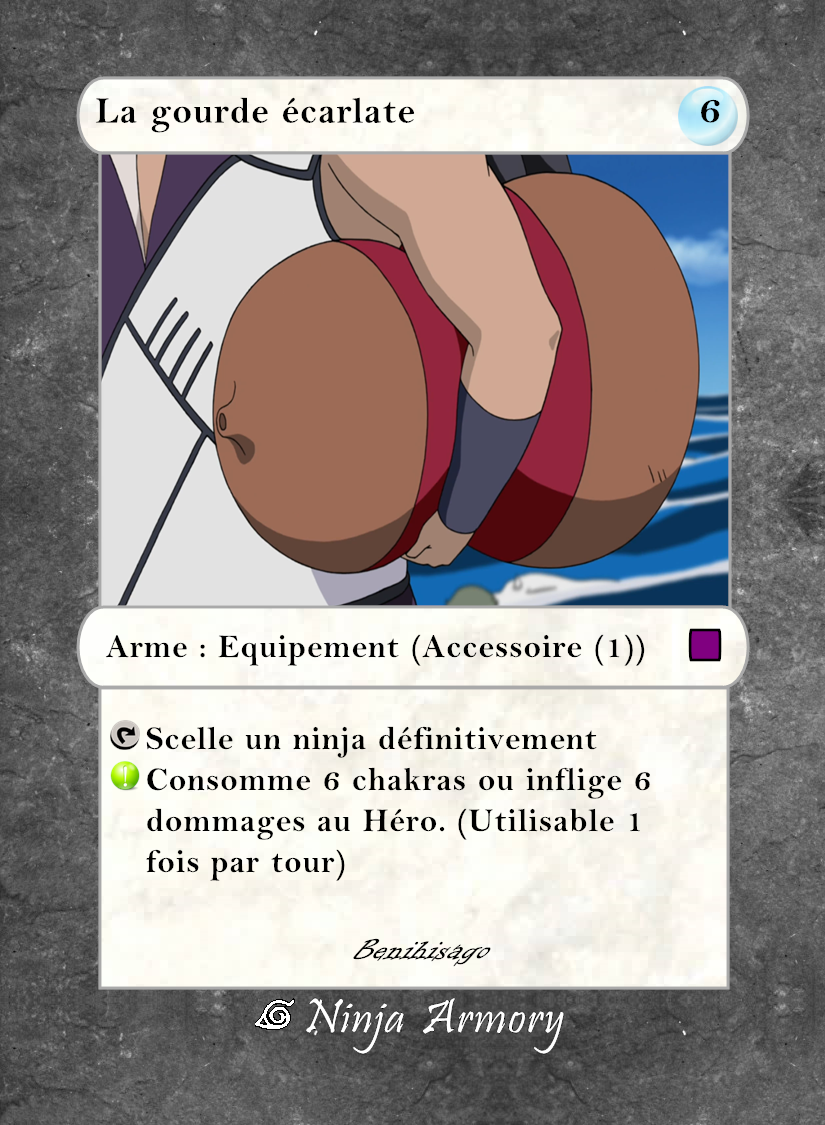 La gourde écarlate
6
Arme : Equipement (Accessoire (1))
Scelle un ninja définitivement
Consomme 6 chakras ou inflige 6
dommages au Héro. (Utilisable 1
fois par tour)
Benihisago
Ninja Armory